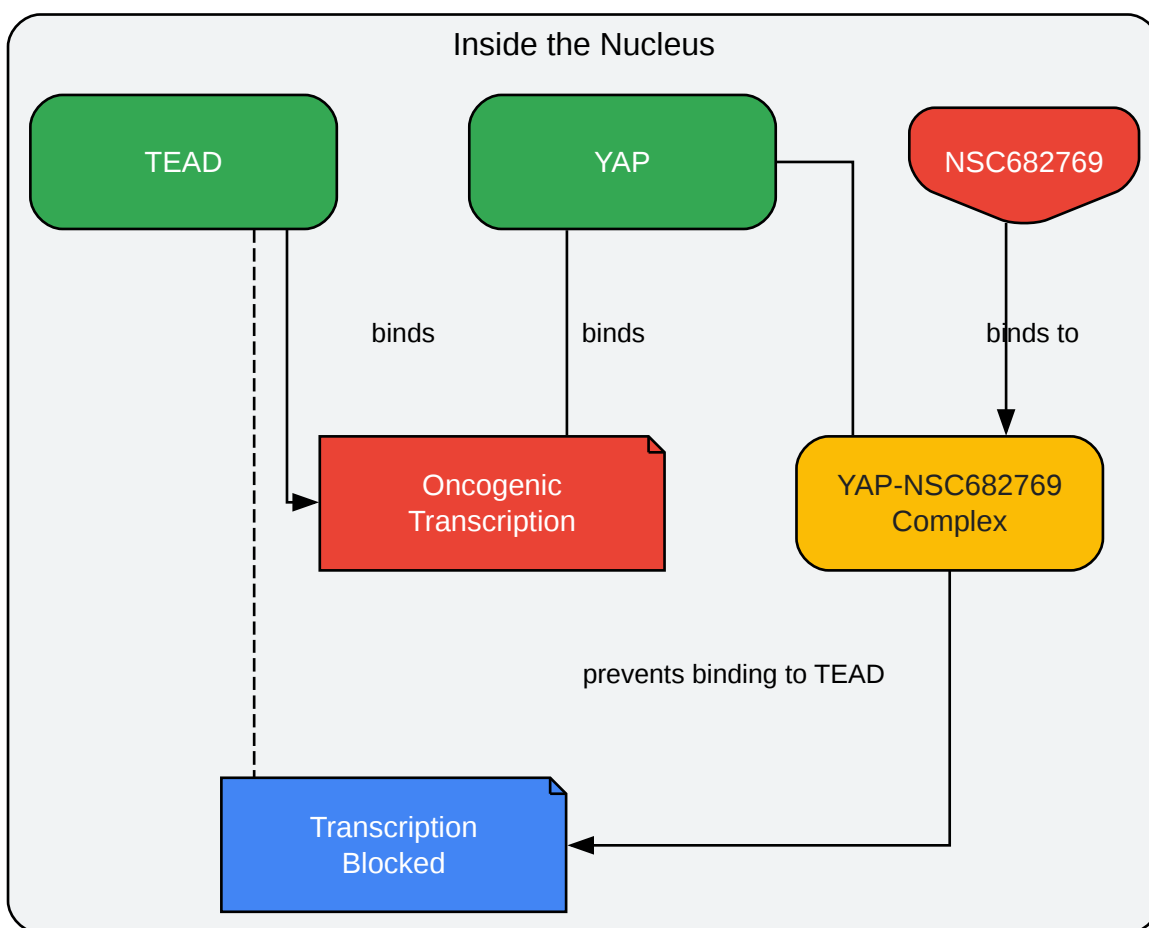 Inside the Nucleus
TEAD
YAP
NSC682769
binds
binds
binds to
Oncogenic
Transcription
YAP-NSC682769
Complex
prevents binding to TEAD
Transcription
Blocked